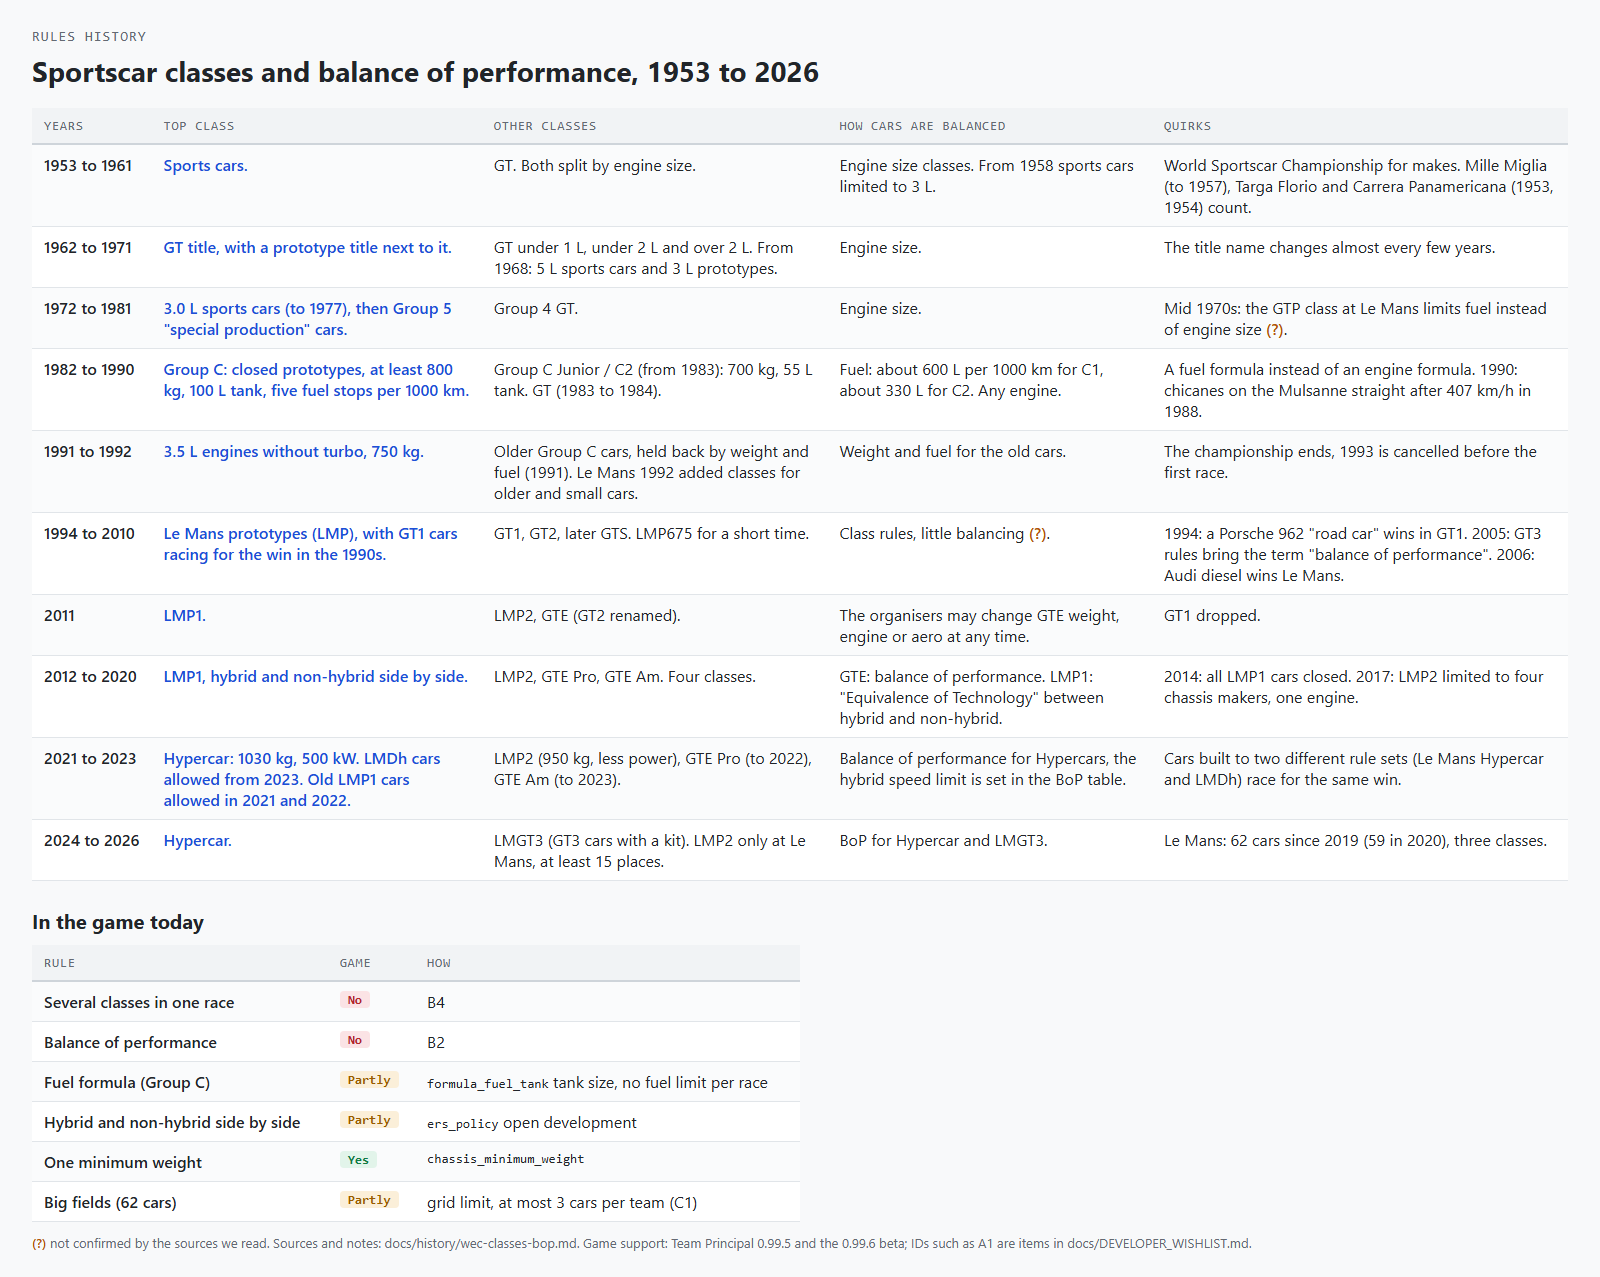 RULES HISTORY
Sportscar classes and balance of performance, 1953 to 2026
YEARS TOP CLASS OTHER CLASSES HOW CARS ARE BALANCED QUIRKS
1953 to 1961
Sports cars.
GT. Both split by engine size.
Engine size classes. From 1958 sports cars
limited to 3 L.
World Sportscar Championship for makes. Mille Miglia
(to 1957), Targa Florio and Carrera Panamericana (1953,
1954) count.
1962 to 1971
GT title, with a prototype title next to it.
GT under 1 L, under 2 L and over 2 L. From
1968: 5 L sports cars and 3 L prototypes.
Engine size.
The title name changes almost every few years.
1972 to 1981
3.0 L sports cars (to 1977), then Group 5
"special production" cars.
Group 4 GT.
Engine size.
Mid 1970s: the GTP class at Le Mans limits fuel instead
of engine size (?).
1982 to 1990
Group C: closed prototypes, at least 800
kg, 100 L tank, five fuel stops per 1000 km.
Group C Junior / C2 (from 1983): 700 kg, 55 L
tank. GT (1983 to 1984).
Fuel: about 600 L per 1000 km for C1,
about 330 L for C2. Any engine.
A fuel formula instead of an engine formula. 1990:
chicanes on the Mulsanne straight after 407 km/h in
1988.
1991 to 1992
3.5 L engines without turbo, 750 kg.
Older Group C cars, held back by weight and
fuel (1991). Le Mans 1992 added classes for
older and small cars.
Weight and fuel for the old cars.
The championship ends, 1993 is cancelled before the
first race.
1994 to 2010
Le Mans prototypes (LMP), with GT1 cars
racing for the win in the 1990s.
GT1, GT2, later GTS. LMP675 for a short time.
Class rules, little balancing (?).
1994: a Porsche 962 "road car" wins in GT1. 2005: GT3
rules bring the term "balance of performance". 2006:
Audi diesel wins Le Mans.
2011
LMP1.
LMP2, GTE (GT2 renamed).
The organisers may change GTE weight,
engine or aero at any time.
GT1 dropped.
2012 to 2020
LMP1, hybrid and non-hybrid side by side.
LMP2, GTE Pro, GTE Am. Four classes.
GTE: balance of performance. LMP1:
"Equivalence of Technology" between
hybrid and non-hybrid.
2014: all LMP1 cars closed. 2017: LMP2 limited to four
chassis makers, one engine.
2021 to 2023
Hypercar: 1030 kg, 500 kW. LMDh cars
allowed from 2023. Old LMP1 cars
allowed in 2021 and 2022.
LMP2 (950 kg, less power), GTE Pro (to 2022),
GTE Am (to 2023).
Balance of performance for Hypercars, the
hybrid speed limit is set in the BoP table.
Cars built to two different rule sets (Le Mans Hypercar
and LMDh) race for the same win.
2024 to 2026
Hypercar.
LMGT3 (GT3 cars with a kit). LMP2 only at Le
Mans, at least 15 places.
BoP for Hypercar and LMGT3.
Le Mans: 62 cars since 2019 (59 in 2020), three classes.
In the game today
RULE GAME HOW
Several classes in one race No B4
Balance of performance No B2
Fuel formula (Group C) Partly formula_fuel_tank tank size, no fuel limit per race
Hybrid and non-hybrid side by side Partly ers_policy open development
One minimum weight Yes chassis_minimum_weight
Big fields (62 cars) Partly grid limit, at most 3 cars per team (C1)
(?) not confirmed by the sources we read. Sources and notes: docs/history/wec-classes-bop.md. Game support: Team Principal 0.99.5 and the 0.99.6 beta; IDs such as A1 are items in docs/DEVELOPER_WISHLIST.md.